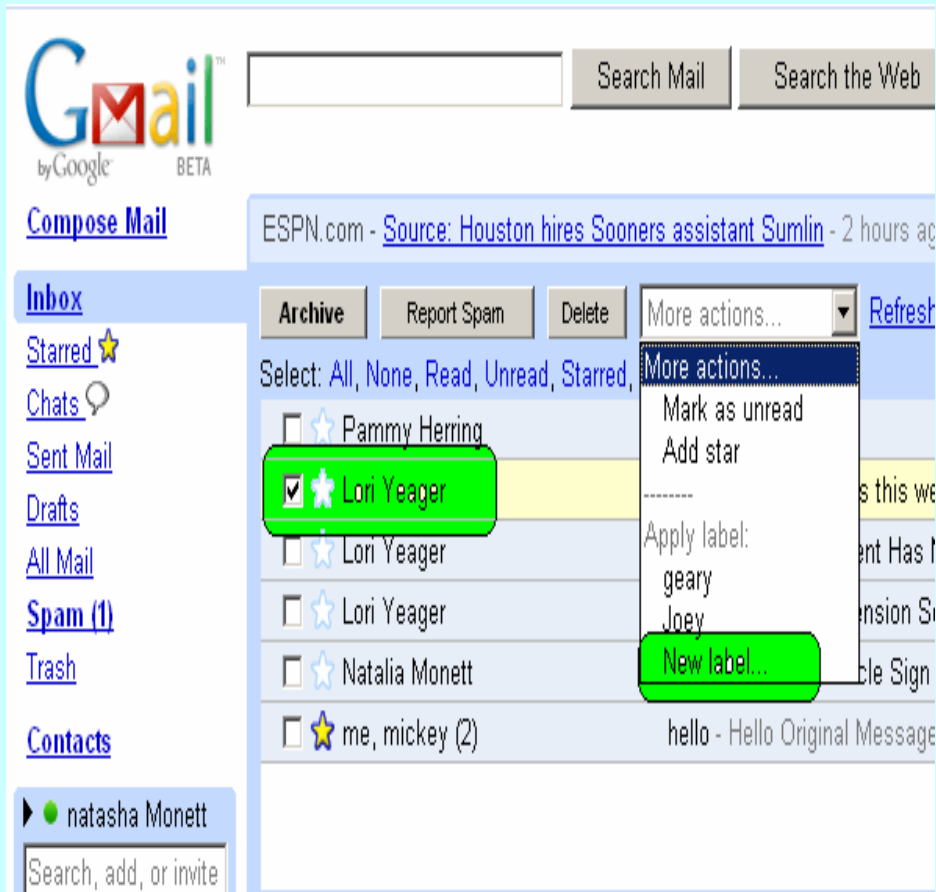 Gmail™
by Google BETA
Search Mail Search the Web
Compose Mail
ESPN.com - Source: Houston hires Sooners assistant Sumlin - 2 hours ag
Inbox
Starred
Chats
Sent Mail
Drafts
All Mail
Spam (1)
Trash
Contacts
natasha Monett
Search, add, or invite
Archive Report Spam Delete More actions... Refresh
Select: All, None, Read, Unread, Starred,
More actions...
Mark as unread
Add star
--------
Apply label:
geary
Joey
New label...
Pammy Herring
Lori Yeager s this we
Lori Yeager ent Has
Lori Yeager ension S
Natalia Monett cle Sign
me, mickey (2) hello - Hello Original Message